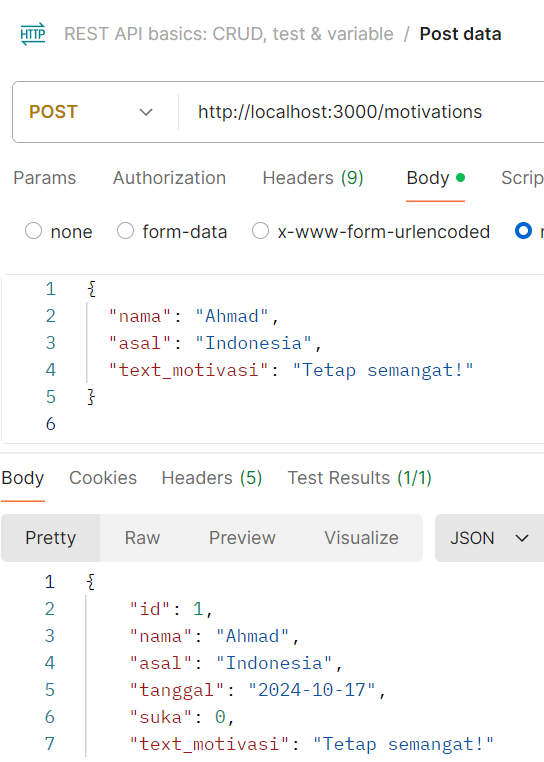 HTTP REST API basics: CRUD, test & variable / Post data
POST http://localhost:3000/motivations
Params Authorization Headers (9) Body Scrip
none form-data x-www-form-urlencoded
1 {
2 "nama": "Ahmad",
3 "asal": "Indonesia",
4 "text_motivasi": "Tetap semangat!"
5 }
6
Body Cookies Headers (5) Test Results (1/1)
Pretty Raw Preview Visualize JSON
1 {
2 "id": 1,
3 "nama": "Ahmad",
4 "asal": "Indonesia",
5 "tanggal": "2024-10-17",
6 "suka": 0,
7 "text_motivasi": "Tetap semangat!"